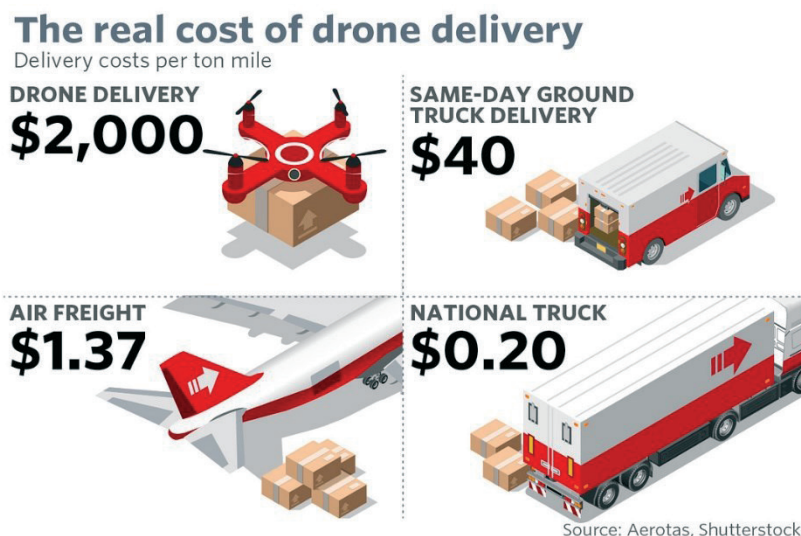 The real cost of drone delivery
Delivery costs per ton mile
DRONE DELIVERY
$2,000
SAME-DAY GROUND
TRUCK DELIVERY
$40
AIR FREIGHT
$1.37
NATIONAL TRUCK
$0.20
Source: Aerotas, Shutterstock